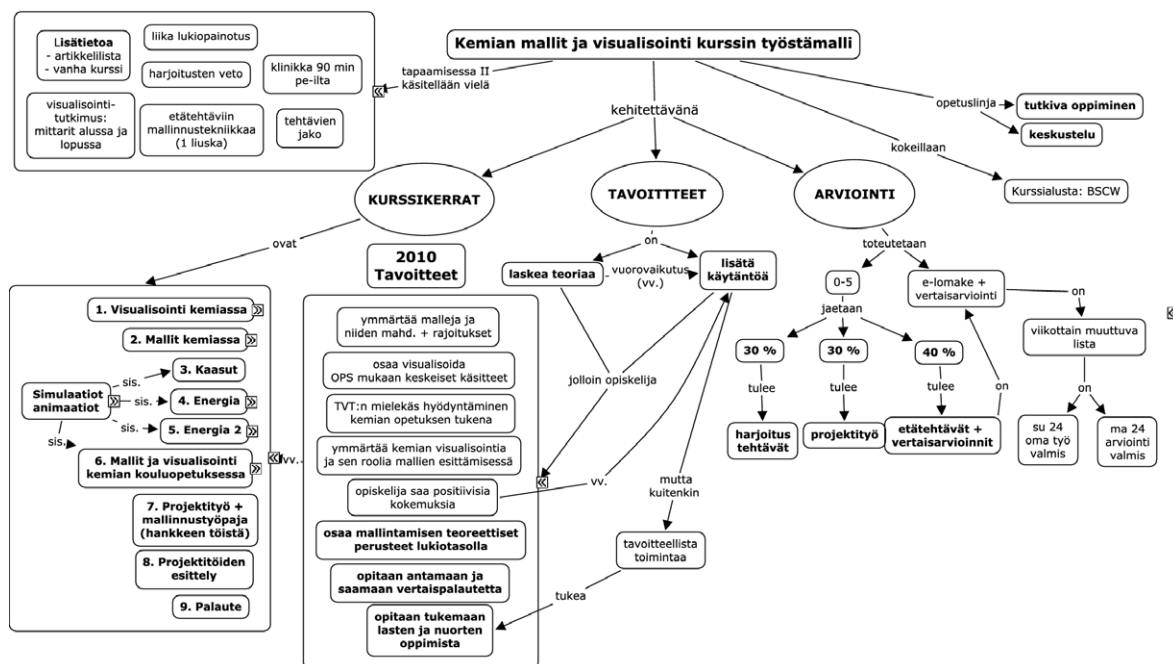 Kemian mallit ja visualisointi kurssin työstämalli
tapaamisessa II
käsitellään vielä
Lisätietoa
- artikkelilista
- vanha kurssi
liika lukiopainotus
harjoitusten veto
klinikka 90 min
pe-ilta
visualisointi-
tutkimus:
mittarit alussa ja
lopussa
etätehtäviin
mallinnustekniikkaa
(1 liuska)
tehtävien
jako
kehitettävänä
opetuslinja
tutkiva oppiminen
keskustelu
kokeillaan
Kurssialusta: BSCW
KURSSIKERRAT
TAVOITTTEET
ARVIOINTI
ovat
1. Visualisointi kemiassa
2. Mallit kemiassa
Simulaatiot
animaatiot
sis.
sis.
sis.
sis.
3. Kaasut
4. Energia
5. Energia 2
6. Mallit ja visualisointi
kemian kouluopetuksessa
7. Projektityö +
mallinnustyöpaja
(hankkeen töistä)
8. Projektitöiden
esittely
9. Palaute
vv.
2010
Tavoitteet
ymmärtää malleja ja
niiden mahd. + rajoitukset
osaa visualisoida
OPS mukaan keskeiset käsitteet
TVT:n mielekäs hyödyntäminen
kemian opetuksen tukena
ymmärtää kemian visualisointia
ja sen roolia mallien esittämisessä
opiskelija saa positiivisia
kokemuksia
osaa mallintamisen teoreettiset
perusteet lukiotasolla
opitaan antamaan ja
saamaan vertaispalautetta
opitaan tukemaan
lasten ja nuorten
oppimista
on
laskea teoriaa
vuorovaikutus
(vv.)
lisätä
käytäntöä
jolloin opiskelija
vv.
mutta
kuitenkin
tavoitteellista
toimintaa
tukea
toteutetaan
0-5
jaetaan
30 %
30 %
40 %
tulee
tulee
tulee
harjoitus
tehtävät
projektityö
etätehtävät +
vertaisarvioinnit
on
e-lomake +
vertaisarviointi
on
viikottain muuttuva
lista
on
su 24
oma työ
valmis
ma 24
arviointi
valmis